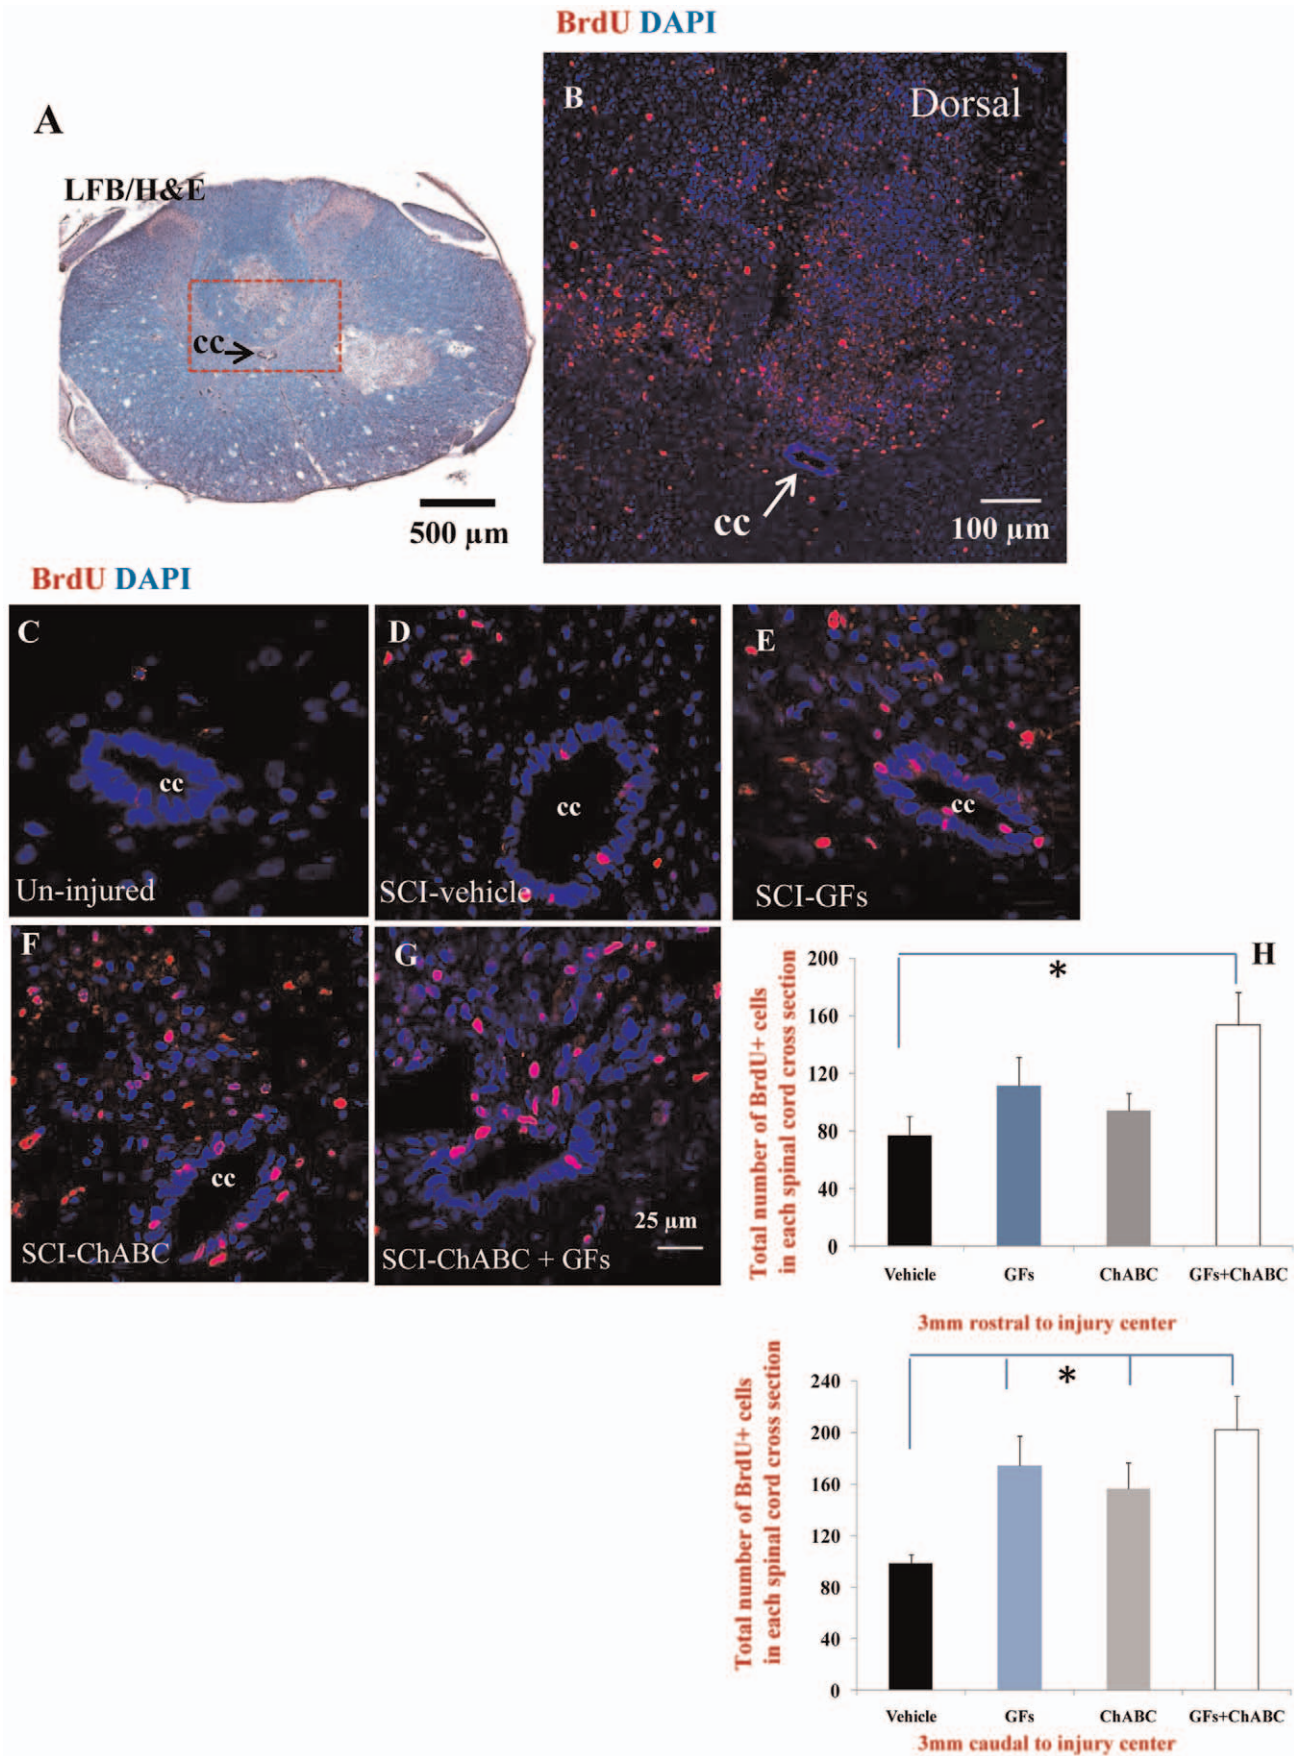 BrdU DAPI
A
LFB/H&E
cc
500 µm
B
Dorsal
cc
100 µm
BrdU DAPI
C
cc
Un-injured
D
cc
SCI-vehicle
E
cc
SCI-GFs
F
cc
SCI-ChABC
G
25 µm
SCI-ChABC + GFs
H
Total number of BrdU+ cells
in each spinal cord cross section
200
160
120
80
40
0
*
Vehicle GFs ChABC GFs+ChABC
3mm rostral to injury center
Total number of BrdU+ cells
in each spinal cord cross section
240
200
160
120
80
40
0
*
Vehicle GFs ChABC GFs+ChABC
3mm caudal to injury center